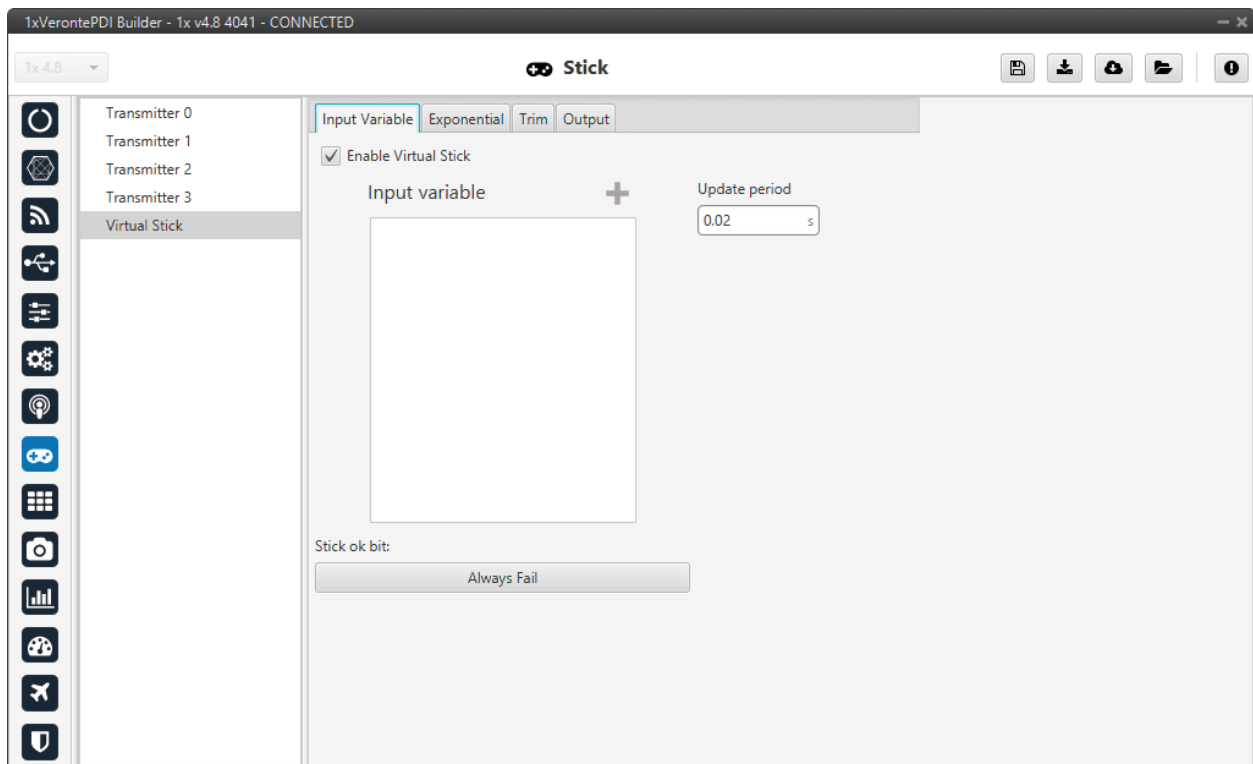 1xVerontePDI Builder - 1x v4.8 4041 - CONNECTED
1x 4.8
Stick
Transmitter 0
Transmitter 1
Transmitter 2
Transmitter 3
Virtual Stick
Input Variable Exponential Trim Output
Enable Virtual Stick
Input variable
Update period
0.02 s
Stick ok bit:
Always Fail